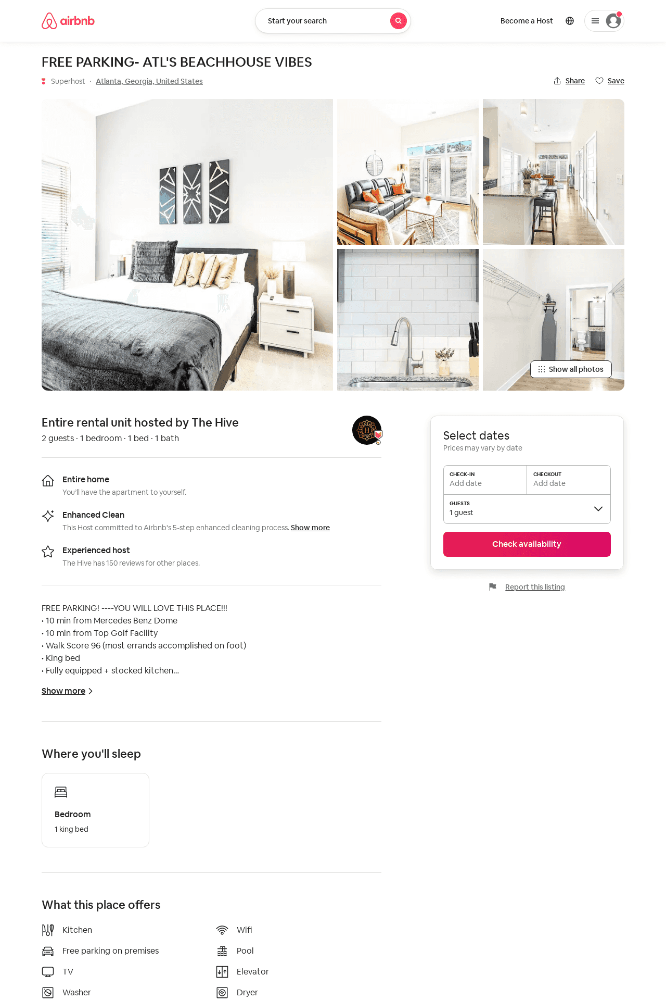 airbnb
Start your search
Become a Host
FREE PARKING- ATL'S BEACHHOUSE VIBES
Superhost · Atlanta, Georgia, United States
Share
Save
Show all photos
Entire rental unit hosted by The Hive
2 guests · 1 bedroom · 1 bed · 1 bath
H
Entire home
You'll have the apartment to yourself.
Enhanced Clean
This Host committed to Airbnb's 5-step enhanced cleaning process. Show more
Experienced host
The Hive has 150 reviews for other places.
Select dates
Prices may vary by date
CHECK-IN
Add date
CHECKOUT
Add date
GUESTS
1 guest
Check availability
Report this listing
FREE PARKING! ----YOU WILL LOVE THIS PLACE!!!
• 10 min from Mercedes Benz Dome
• 10 min from Top Golf Facility
• Walk Score 96 (most errands accomplished on foot)
• King bed
• Fully equipped + stocked kitchen...
Show more
Where you'll sleep
Bedroom
1 king bed
What this place offers
Kitchen
Wifi
Free parking on premises
Pool
TV
Elevator
Washer
Dryer